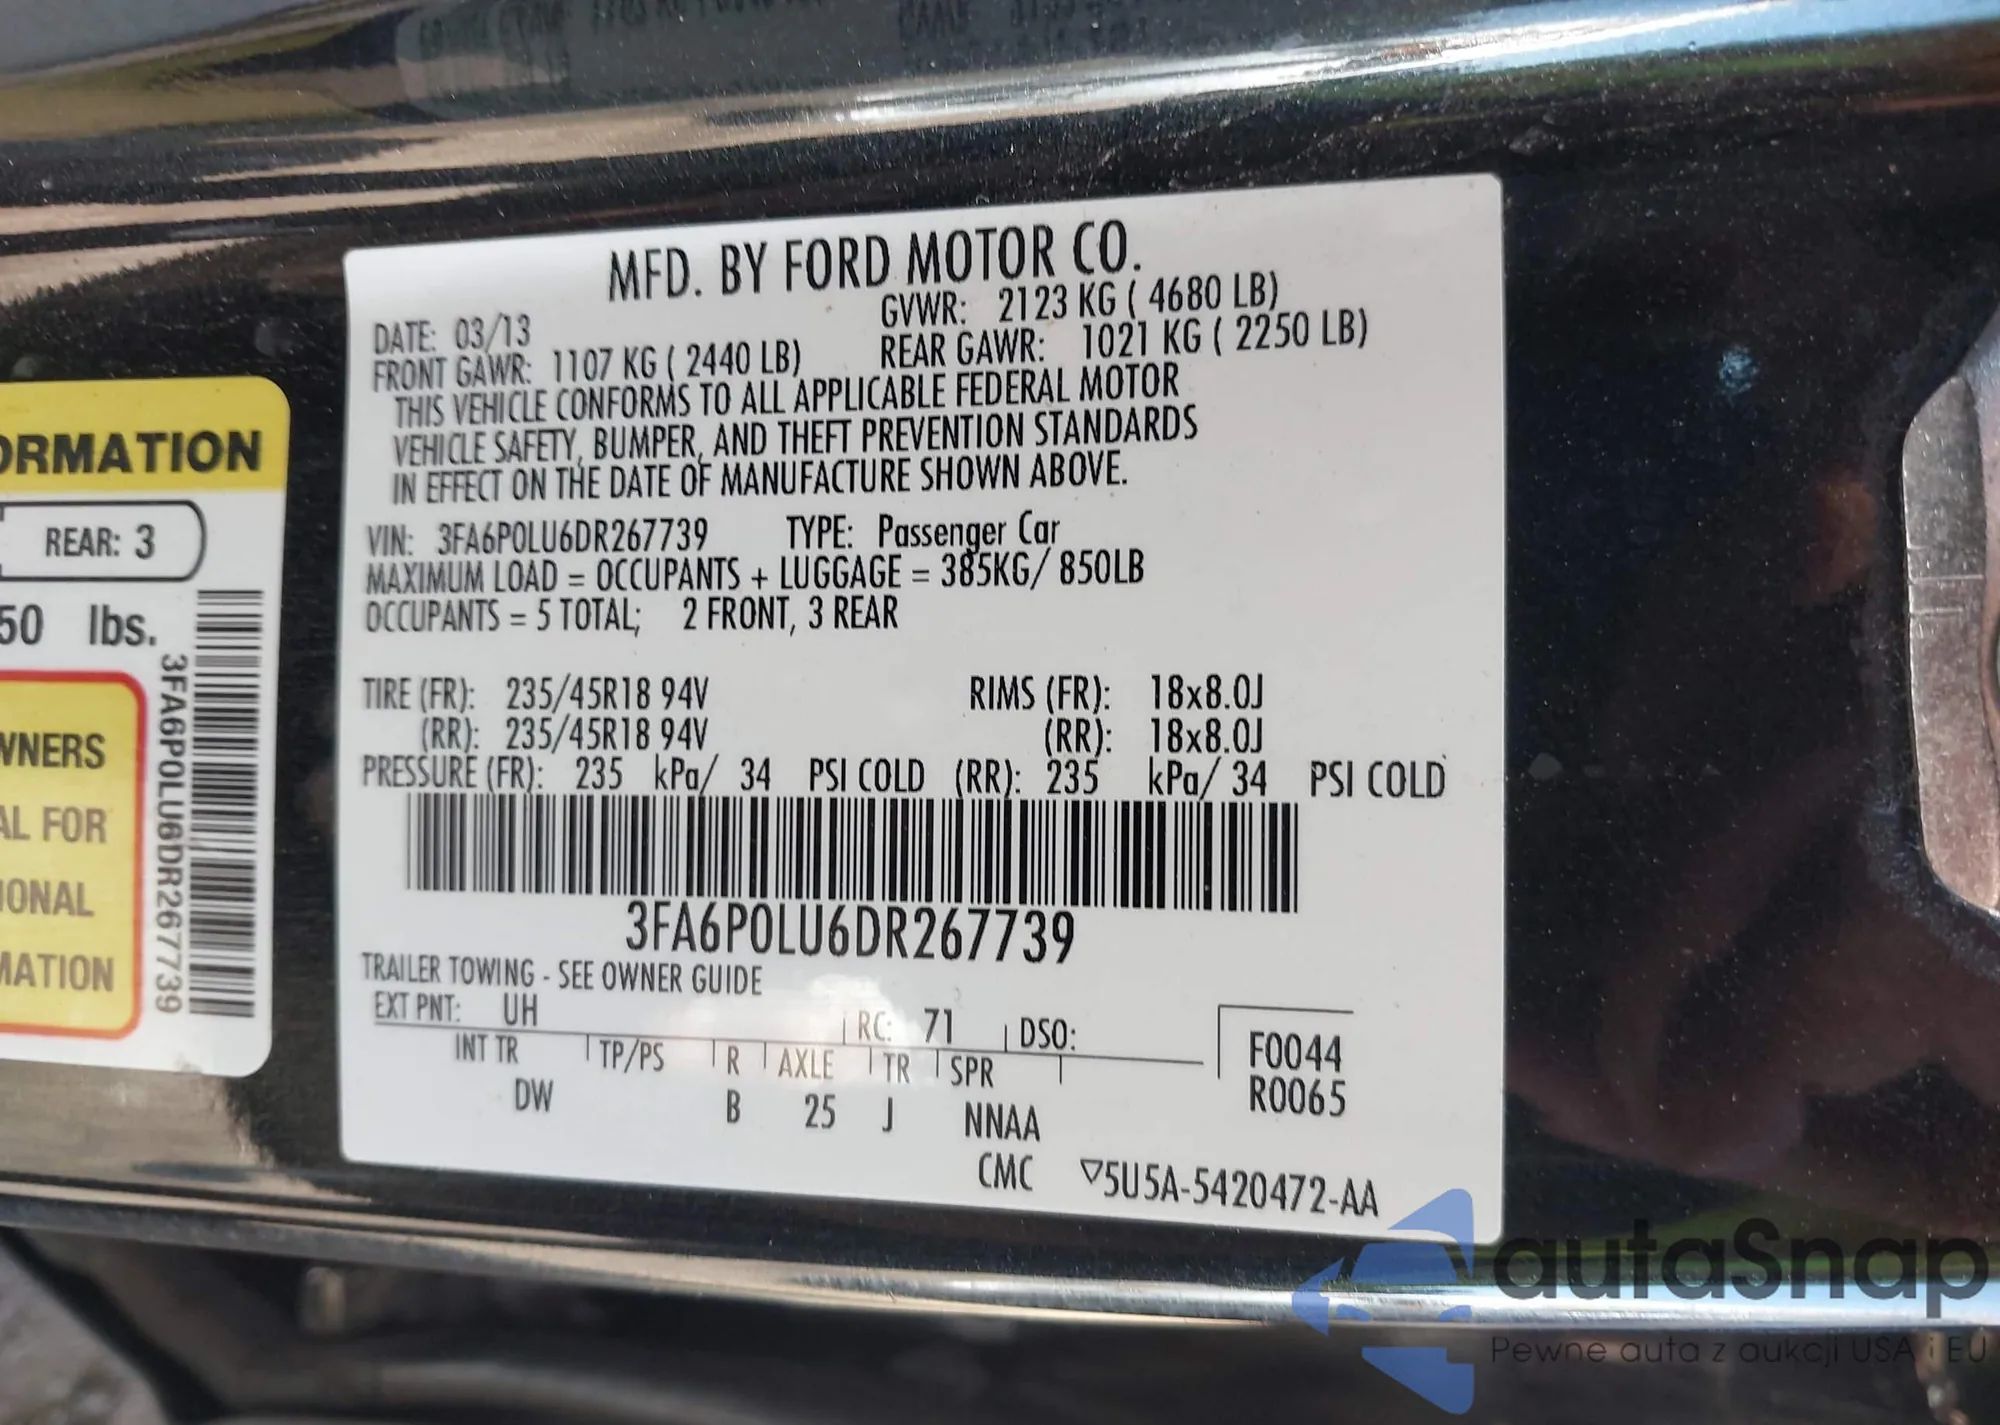 MFD. BY FORD MOTOR CO.
DATE: 03/13 GVWR: 2123 KG ( 4680 LB)
FRONT GAWR: 1107 KG ( 2440 LB) REAR GAWR: 1021 KG ( 2250 LB)
THIS VEHICLE CONFORMS TO ALL APPLICABLE FEDERAL MOTOR
VEHICLE SAFETY, BUMPER, AND THEFT PREVENTION STANDARDS
IN EFFECT ON THE DATE OF MANUFACTURE SHOWN ABOVE.
VIN: 3FA6P0LU6DR267739 TYPE: Passenger Car
MAXIMUM LOAD = OCCUPANTS + LUGGAGE = 385KG/ 850LB
OCCUPANTS = 5 TOTAL; 2 FRONT, 3 REAR
TIRE (FR): 235/45R18 94V RIMS (FR): 18x8.0J
(RR): 235/45R18 94V (RR): 18x8.0J
PRESSURE (FR): 235 kPa/ 34 PSI COLD (RR): 235 kPa/ 34 PSI COLD
3FA6P0LU6DR267739
TRAILER TOWING - SEE OWNER GUIDE
EXT PNT: UH RC: 71 DSO:
INT TR TP/PS R AXLE TR SPR F0044
DW B 25 J NNAA R0065
CMC ▽5U5A-5420472-AA
ORMATION
REAR: 3
50 lbs.
3FA6P0LU6DR267739
WNERS
AL FOR
IONAL
MATION
autaSnap
Pewne auta z aukcji USA i EU